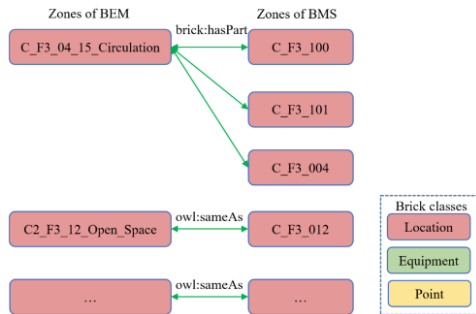 Zones of BEM
Zones of BMS
C_F3_04_15_Circulation
brick:hasPart
C_F3_100
C_F3_101
C_F3_004
C2_F3_12_Open_Space
owl:sameAs
C_F3_012
...
owl:sameAs
...
Brick classes
Location
Equipment
Point